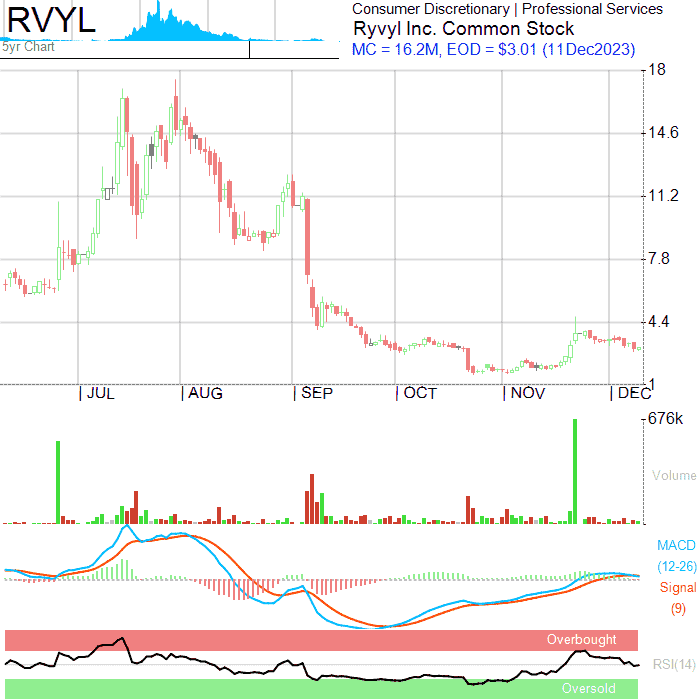 RVYL
5yr Chart
Consumer Discretionary | Professional Services
Ryvyl Inc. Common Stock
MC = 16.2M, EOD = $3.01 (11Dec2023)
18
14.6
11.2
7.8
4.4
1
JUL AUG SEP OCT NOV DEC
676k
Volume
MACD
(12-26)
Signal
(9)
Overbought
RSI(14)
Oversold